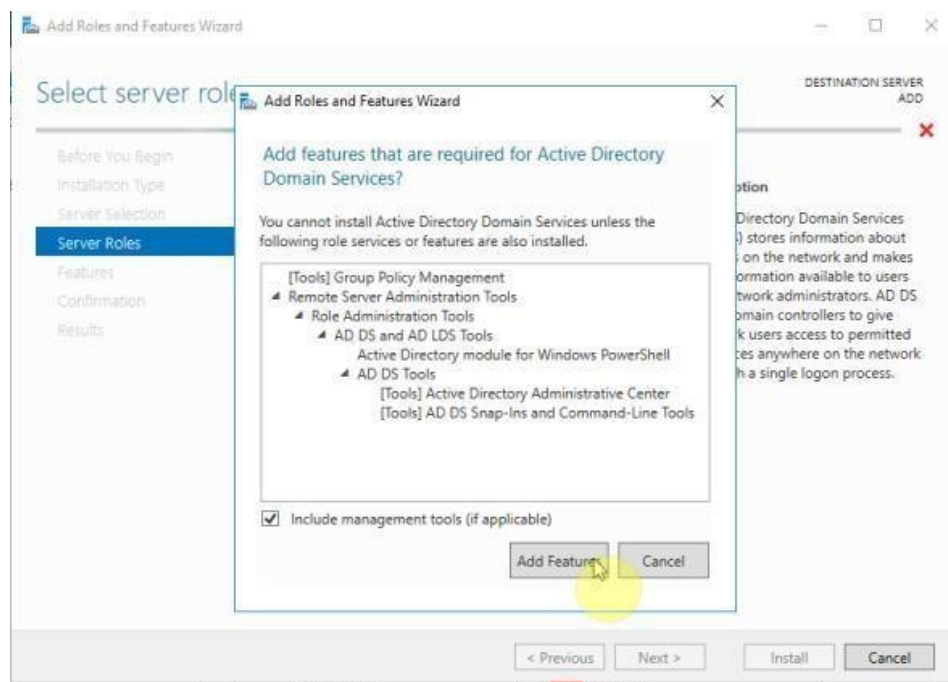 Add Roles and Features Wizard
Select server role
DESTINATION SERVER
ADD
Before You Begin
Installation Type
Server Selection
Server Roles
Features
Confirmation
Results
Add Roles and Features Wizard
Add features that are required for Active Directory
Domain Services?
You cannot install Active Directory Domain Services unless the
following role services or features are also installed.
[Tools] Group Policy Management
Remote Server Administration Tools
Role Administration Tools
AD DS and AD LDS Tools
Active Directory module for Windows PowerShell
AD DS Tools
[Tools] Active Directory Administrative Center
[Tools] AD DS Snap-Ins and Command-Line Tools
Include management tools (if applicable)
Add Features
Cancel
ption
Directory Domain Services
) stores information about
on the network and makes
ormation available to users
twork administrators. AD DS
omain controllers to give
k users access to permitted
ces anywhere on the network
h a single logon process.
< Previous
Next >
Install
Cancel